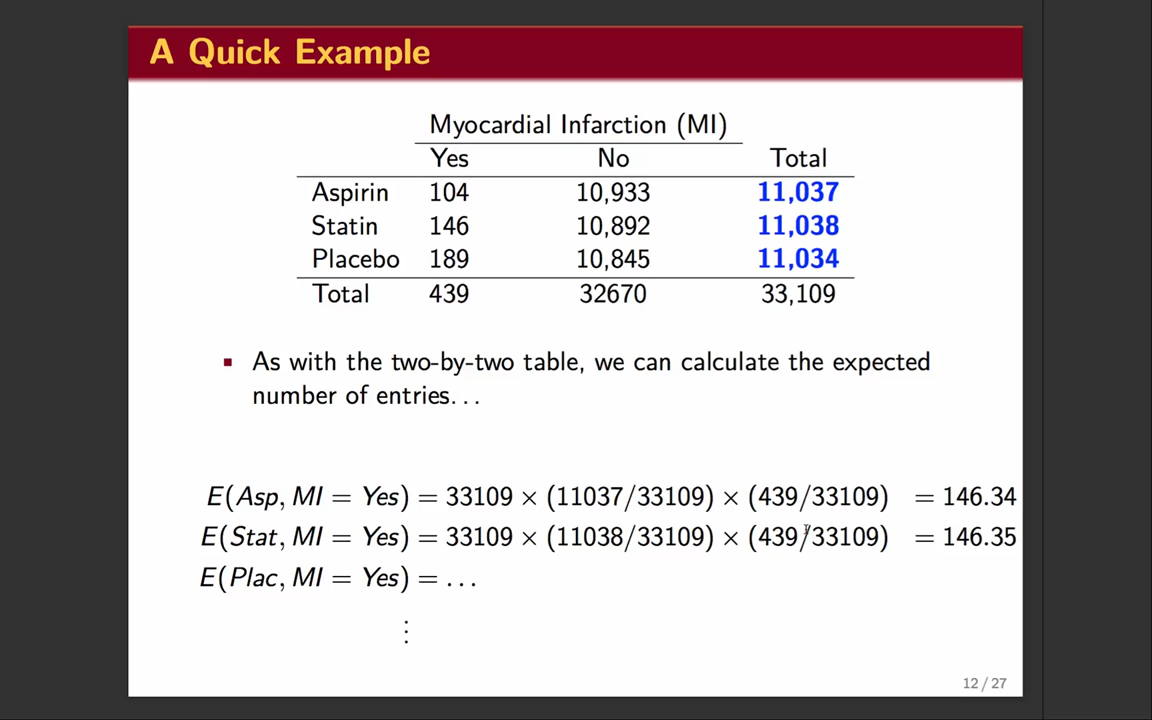 A Quick Example
Myocardial Infarction (MI)
Yes No Total
Aspirin 104 10,933 11,037
Statin 146 10,892 11,038
Placebo 189 10,845 11,034
Total 439 32670 33,109
As with the two-by-two table, we can calculate the expected
number of entries...
E(Asp, MI = Yes) = 33109 × (11037/33109) × (439/33109) = 146.34
E(Stat, MI = Yes) = 33109 × (11038/33109) × (439/33109) = 146.35
E(Plac, MI = Yes) = ...
⋮
12 / 27